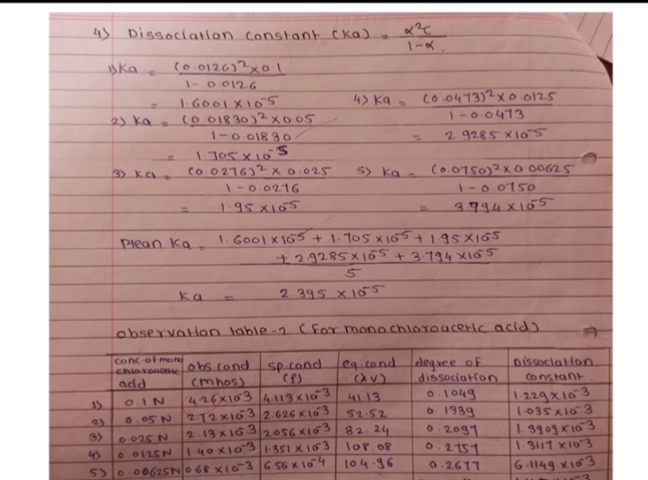 4) Dissociation constant (Ka) = α²c
1-α
1) Ka = (0.0126)² × 0.1
1 - 0.0126
= 1.6001 × 10⁻⁵
4) Ka = (0.0473)² × 0.0125
1 - 0.0473
= 2.9285 × 10⁻⁵
2) Ka = (0.01830)² × 0.05
1 - 0.01830
= 1.705 × 10⁻⁵
3) Ka = (0.0276)² × 0.025
1 - 0.0276
= 1.95 × 10⁻⁵
5) Ka = (0.0750)² × 0.00625
1 - 0.0750
= 3.794 × 10⁻⁵
Mean Ka = 1.6001 × 10⁻⁵ + 1.705 × 10⁻⁵ + 1.95 × 10⁻⁵
+ 2.9285 × 10⁻⁵ + 3.794 × 10⁻⁵
5
Ka = 2.395 × 10⁻⁵
observation table-2 (for monochloroacetic acid) ⇒
conc. of mono chloroacetic acid | obs cond (mhos) | sp. cond (ρ) | eq. cond (λv) | degree of dissociation | Dissociation constant.
1) 0.1 N | 4.26×10⁻³ | 4.113×10⁻³ | 41.13 | 0.1049 | 1.229×10⁻³
2) 0.05 N | 2.72×10⁻³ | 2.626×10⁻³ | 52.52 | 0.1339 | 1.035×10⁻³
3) 0.025 N | 2.13×10⁻³ | 2.056×10⁻³ | 82.24 | 0.2097 | 1.3909×10⁻³
4) 0.0125N | 1.40×10⁻³ | 1.351×10⁻³ | 108.08 | 0.2757 | 1.3117×10⁻³
5) 0.00625N | 0.68×10⁻³ | 6.56×10⁻⁴ | 104.96 | 0.2677 | 6.1149×10⁻³